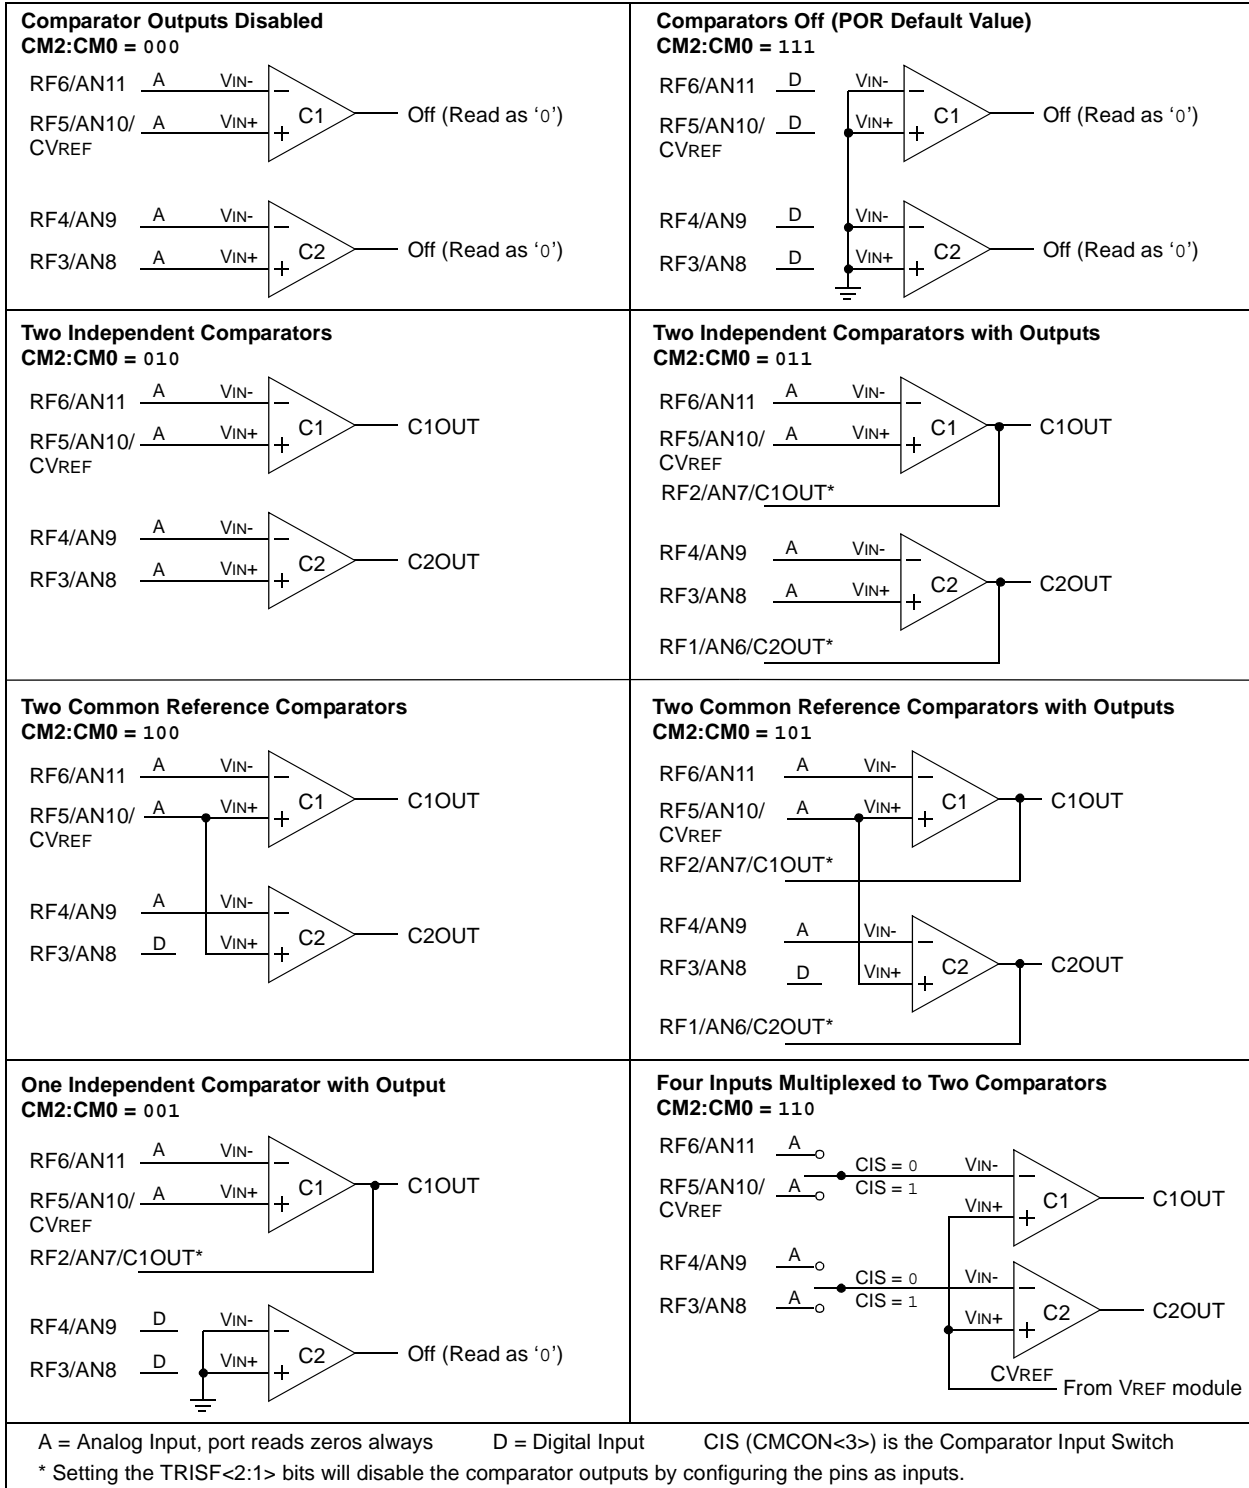 Comparator Outputs Disabled
CM2:CM0 = 000
RF6/AN11 A VIN-
RF5/AN10/ A VIN+
CVREF
C1
Off (Read as ‘0’)
RF4/AN9 A VIN-
RF3/AN8 A VIN+
C2
Off (Read as ‘0’)
Comparators Off (POR Default Value)
CM2:CM0 = 111
RF6/AN11 D VIN-
RF5/AN10/ D VIN+
CVREF
C1
Off (Read as ‘0’)
RF4/AN9 D VIN-
RF3/AN8 D VIN+
C2
Off (Read as ‘0’)
Two Independent Comparators
CM2:CM0 = 010
RF6/AN11 A VIN-
RF5/AN10/ A VIN+
CVREF
C1
C1OUT
RF4/AN9 A VIN-
RF3/AN8 A VIN+
C2
C2OUT
Two Independent Comparators with Outputs
CM2:CM0 = 011
RF6/AN11 A VIN-
RF5/AN10/ A VIN+
CVREF
C1
C1OUT
RF2/AN7/C1OUT*
RF4/AN9 A VIN-
RF3/AN8 A VIN+
C2
C2OUT
RF1/AN6/C2OUT*
Two Common Reference Comparators
CM2:CM0 = 100
RF6/AN11 A VIN-
RF5/AN10/ A VIN+
CVREF
C1
C1OUT
RF4/AN9 A VIN-
RF3/AN8 D VIN+
C2
C2OUT
Two Common Reference Comparators with Outputs
CM2:CM0 = 101
RF6/AN11 A VIN-
RF5/AN10/ A VIN+
CVREF
C1
C1OUT
RF2/AN7/C1OUT*
RF4/AN9 A VIN-
RF3/AN8 D VIN+
C2
C2OUT
RF1/AN6/C2OUT*
One Independent Comparator with Output
CM2:CM0 = 001
RF6/AN11 A VIN-
RF5/AN10/ A VIN+
CVREF
C1
C1OUT
RF2/AN7/C1OUT*
RF4/AN9 D VIN-
RF3/AN8 D VIN+
C2
Off (Read as ‘0’)
Four Inputs Multiplexed to Two Comparators
CM2:CM0 = 110
RF6/AN11 A CIS = 0 VIN-
RF5/AN10/ A CIS = 1 VIN+
CVREF
C1
C1OUT
RF4/AN9 A CIS = 0 VIN-
RF3/AN8 A CIS = 1 VIN+
C2
C2OUT
CVREF
From VREF module
A = Analog Input, port reads zeros always D = Digital Input CIS (CMCON<3>) is the Comparator Input Switch
* Setting the TRISF<2:1> bits will disable the comparator outputs by configuring the pins as inputs.